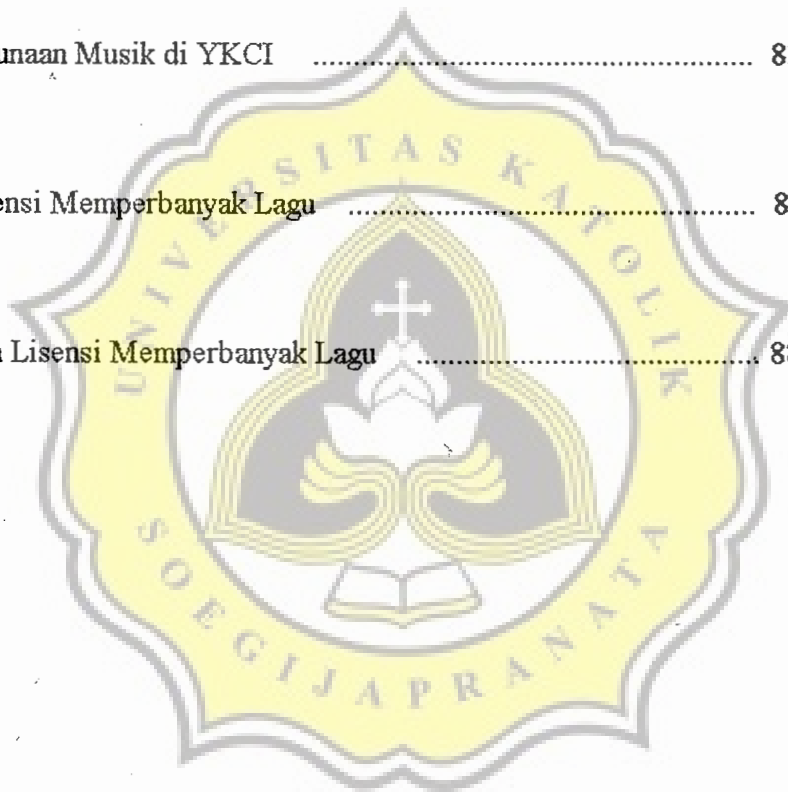 unaan Musik di YKCI ........................................................ 8
ensi Memperbanyak Lagu .................................................... 8
Lisensi Memperbanyak Lagu ............................................ 8
UNIVERSITAS KATOLIK
SOEGIJAPRANATA